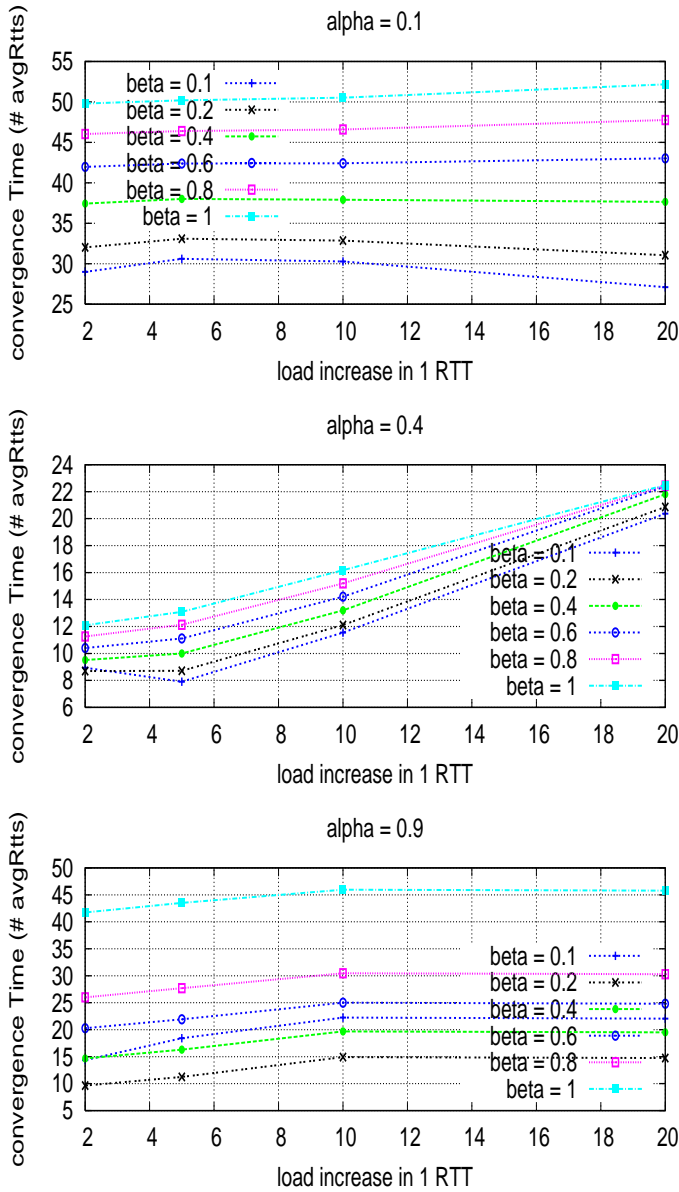 alpha = 0.1
convergence Time (# avgRtts)
55
50
45
40
35
30
25
beta = 0.1
beta = 0.2
beta = 0.4
beta = 0.6
beta = 0.8
beta = 1
2 4 6 8 10 12 14 16 18 20
load increase in 1 RTT
alpha = 0.4
convergence Time (# avgRtts)
24
22
20
18
16
14
12
10
8
6
beta = 0.1
beta = 0.2
beta = 0.4
beta = 0.6
beta = 0.8
beta = 1
2 4 6 8 10 12 14 16 18 20
load increase in 1 RTT
alpha = 0.9
convergence Time (# avgRtts)
50
45
40
35
30
25
20
15
10
5
beta = 0.1
beta = 0.2
beta = 0.4
beta = 0.6
beta = 0.8
beta = 1
2 4 6 8 10 12 14 16 18 20
load increase in 1 RTT